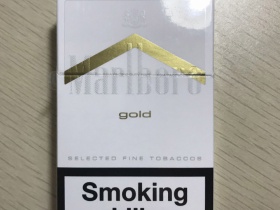 Marlboro
gold
SELECTED FINE TOBACCOS
Smoking